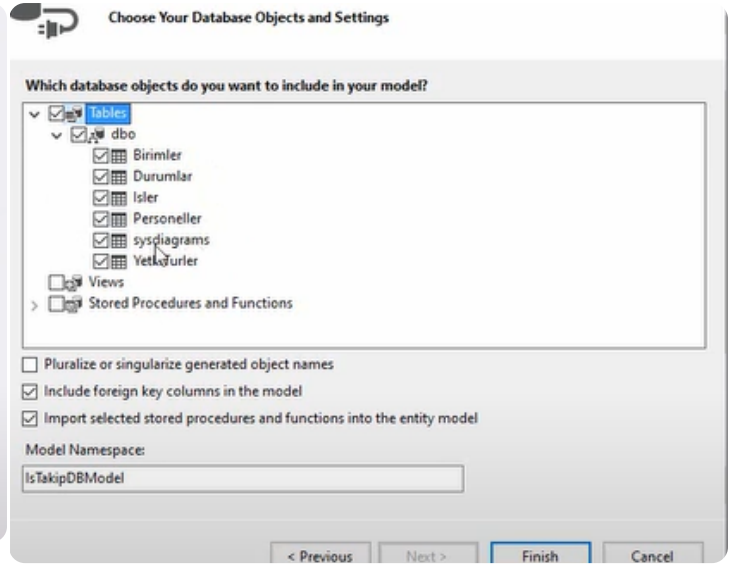 Choose Your Database Objects and Settings
Which database objects do you want to include in your model?
Tables
dbo
Birimler
Durumlar
Isler
Personeller
sysdiagrams
Views
Stored Procedures and Functions
Pluralize or singularize generated object names
Include foreign key columns in the model
Import selected stored procedures and functions into the entity model
Model Namespace:
IsTakipDBModel
< Previous
Next >
Finish
Cancel